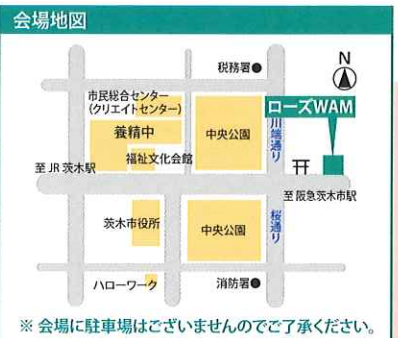 会場地図
N
税務署●
市民総合センター
(クリエイトセンター)
ローズWAM
養精中
中央公園
川端通り
福祉文化会館
至 JR 茨木駅
至 阪急茨木市駅
茨木市役所
中央公園
桜通り
ハローワーク
消防署●
※ 会場に駐車場はございませんのでご了承ください。